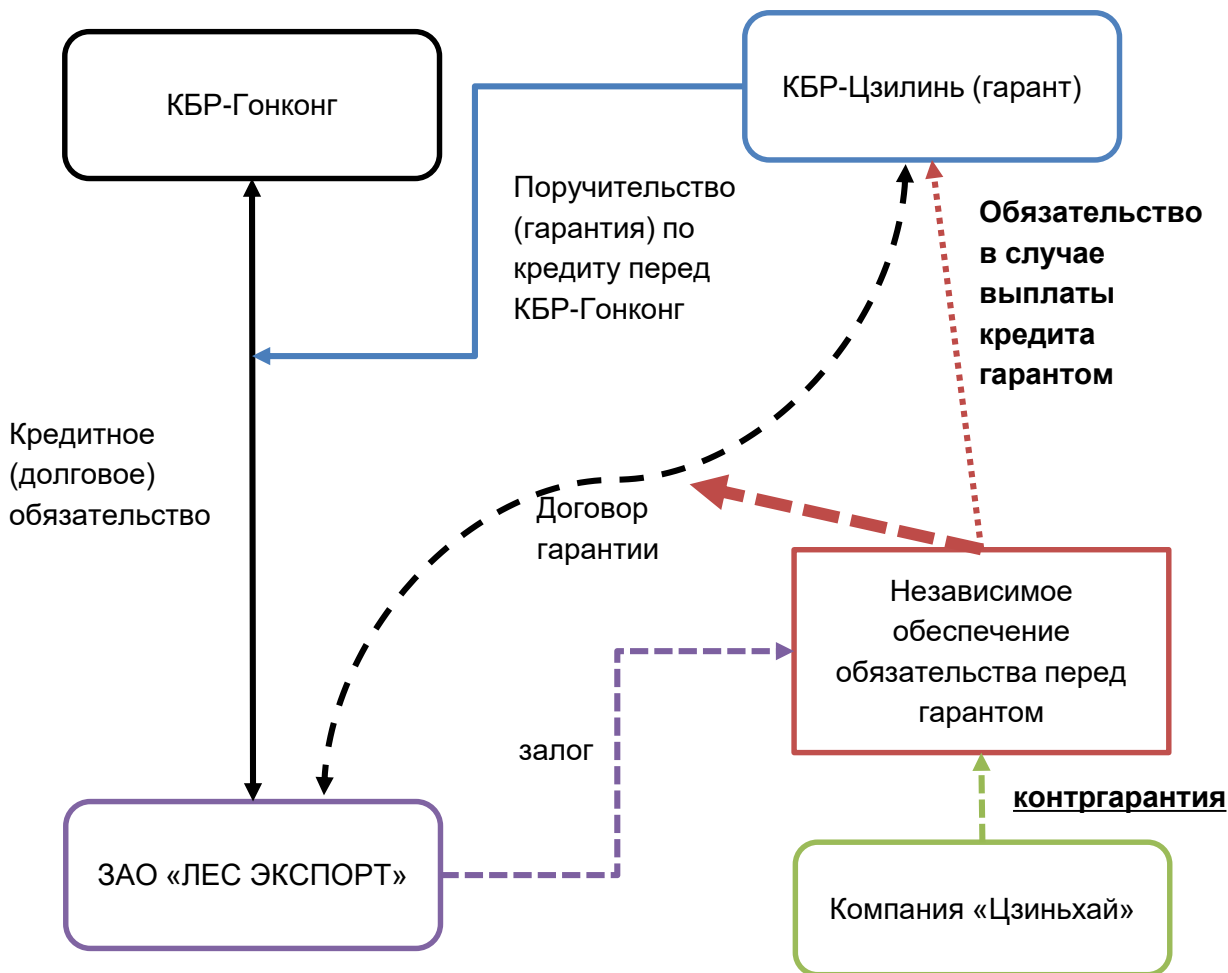 КБР-Гонконг
КБР-Цзилинь (гарант)
Поручительство
(гарантия) по
кредиту перед
КБР-Гонконг
Обязательство
в случае
выплаты
кредита
гарантом
Кредитное
(долговое)
обязательство
Договор
гарантии
Независимое
обеспечение
обязательства перед
гарантом
залог
контргарантия
ЗАО «ЛЕС ЭКСПОРТ»
Компания «Цзиньхай»